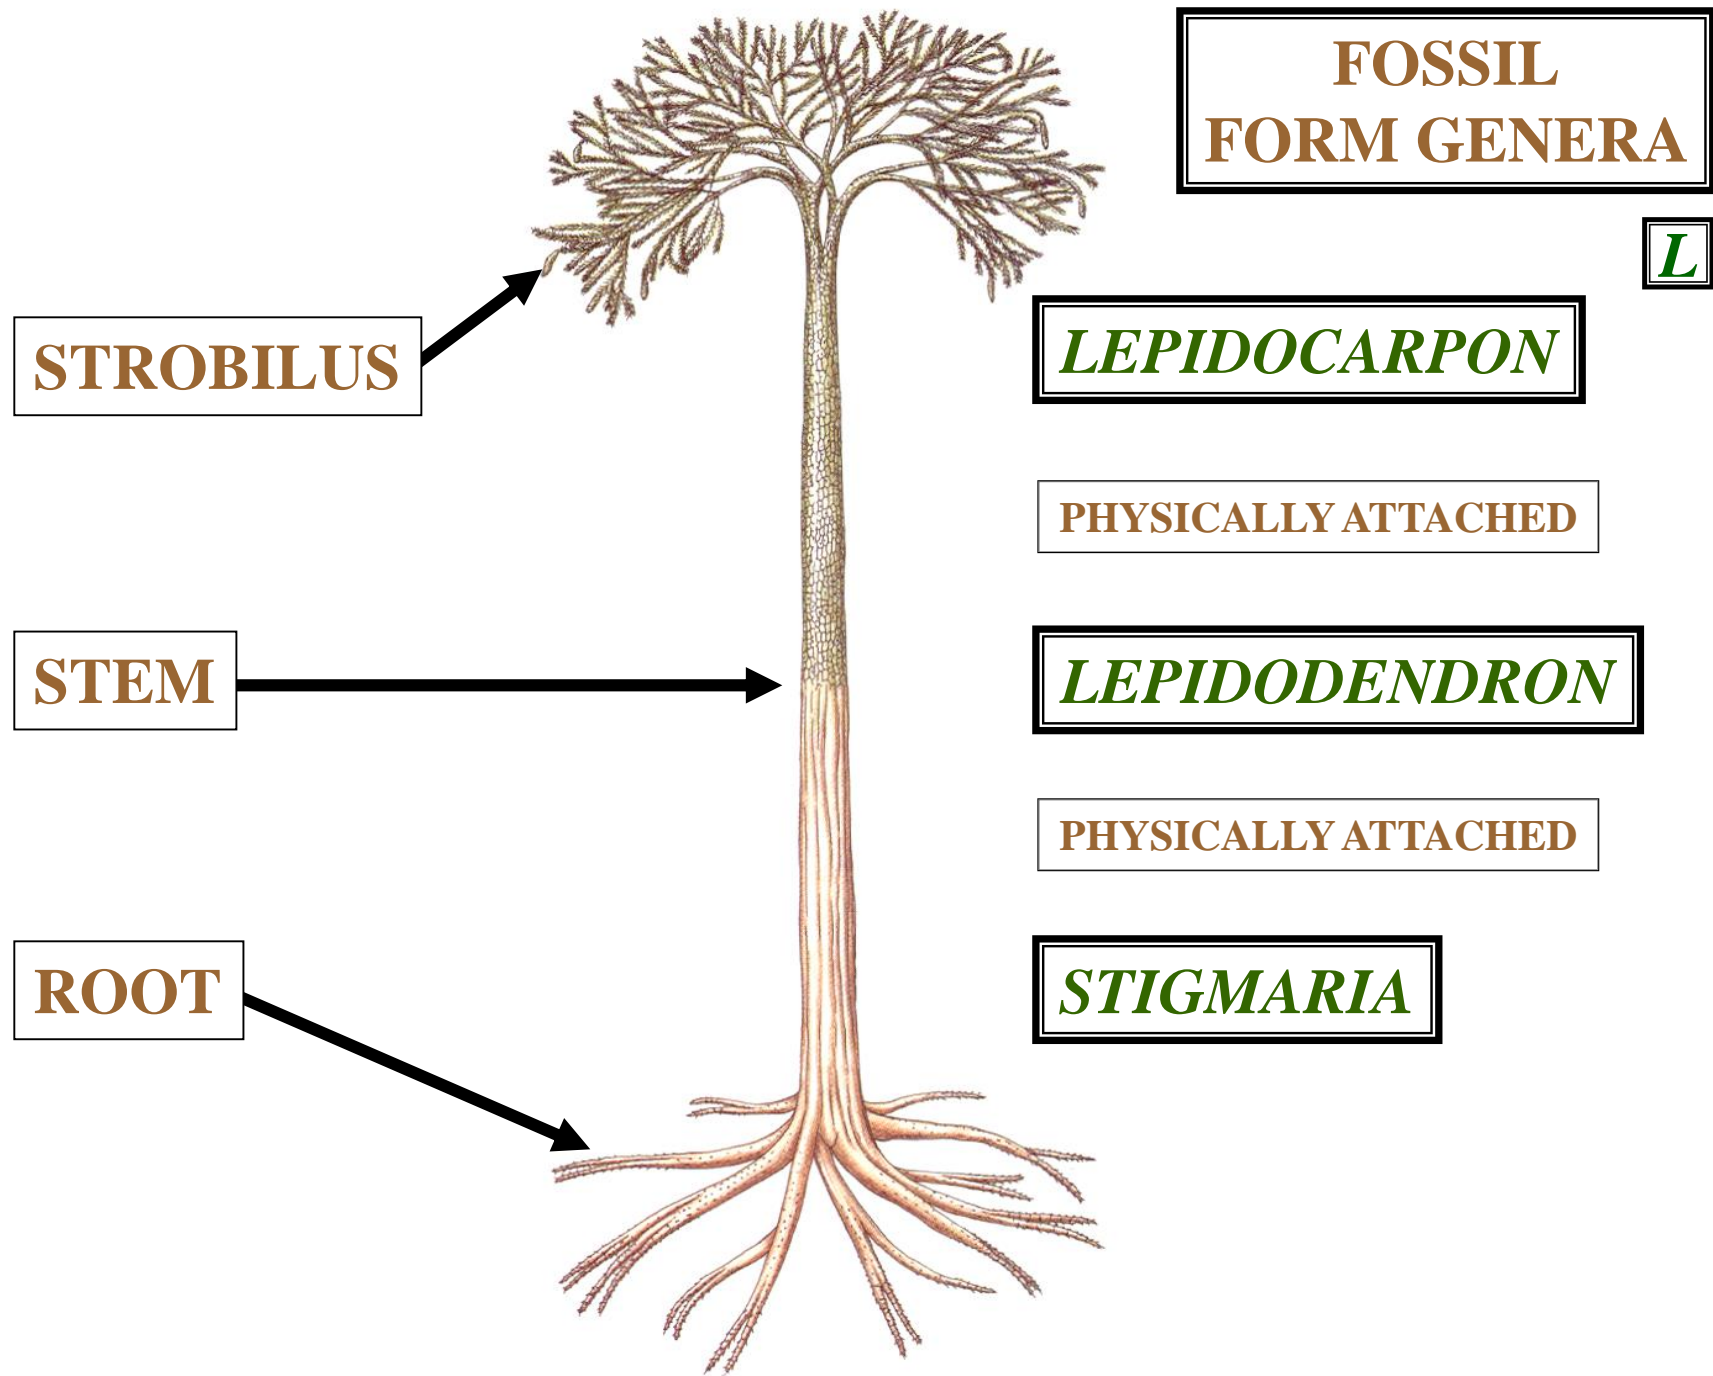 FOSSIL
FORM GENERA
L
STROBILUS
LEPIDOCARPON
PHYSICALLY ATTACHED
STEM
LEPIDODENDRON
PHYSICALLY ATTACHED
ROOT
STIGMARIA